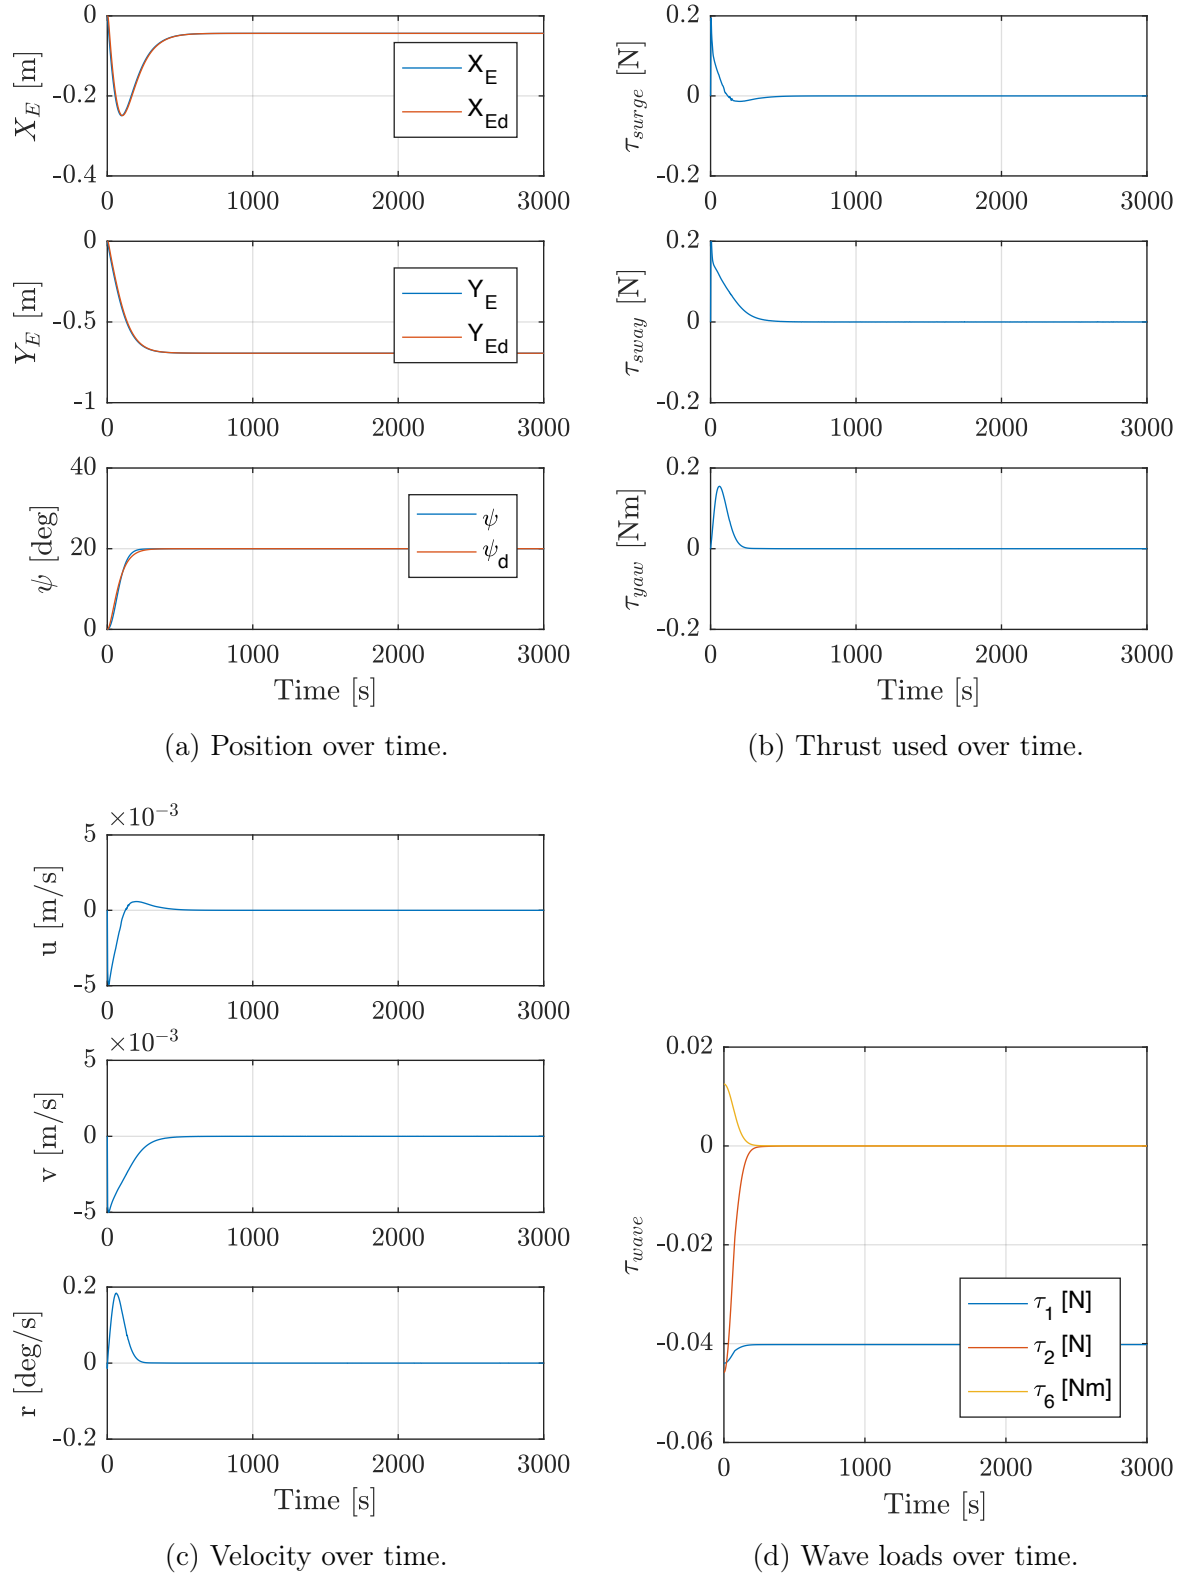 0
-0.2
-0.4
X_E [m]
X_E
X_Ed
0 1000 2000 3000
0
-0.5
-1
Y_E [m]
Y_E
Y_Ed
0 1000 2000 3000
40
20
0
ψ [deg]
ψ
ψ_d
0 1000 2000 3000
Time [s]
(a) Position over time.
0.2
0
-0.2
τ_surge [N]
0 1000 2000 3000
0.2
0
-0.2
τ_sway [N]
0 1000 2000 3000
0.2
0
-0.2
τ_yaw [Nm]
0 1000 2000 3000
Time [s]
(b) Thrust used over time.
×10⁻³
5
0
-5
u [m/s]
0 1000 2000 3000
×10⁻³
5
0
-5
v [m/s]
0 1000 2000 3000
0.2
0
-0.2
r [deg/s]
0 1000 2000 3000
Time [s]
(c) Velocity over time.
0.02
0
-0.02
-0.04
-0.06
τ_wave
τ_1 [N]
τ_2 [N]
τ_6 [Nm]
0 1000 2000 3000
Time [s]
(d) Wave loads over time.